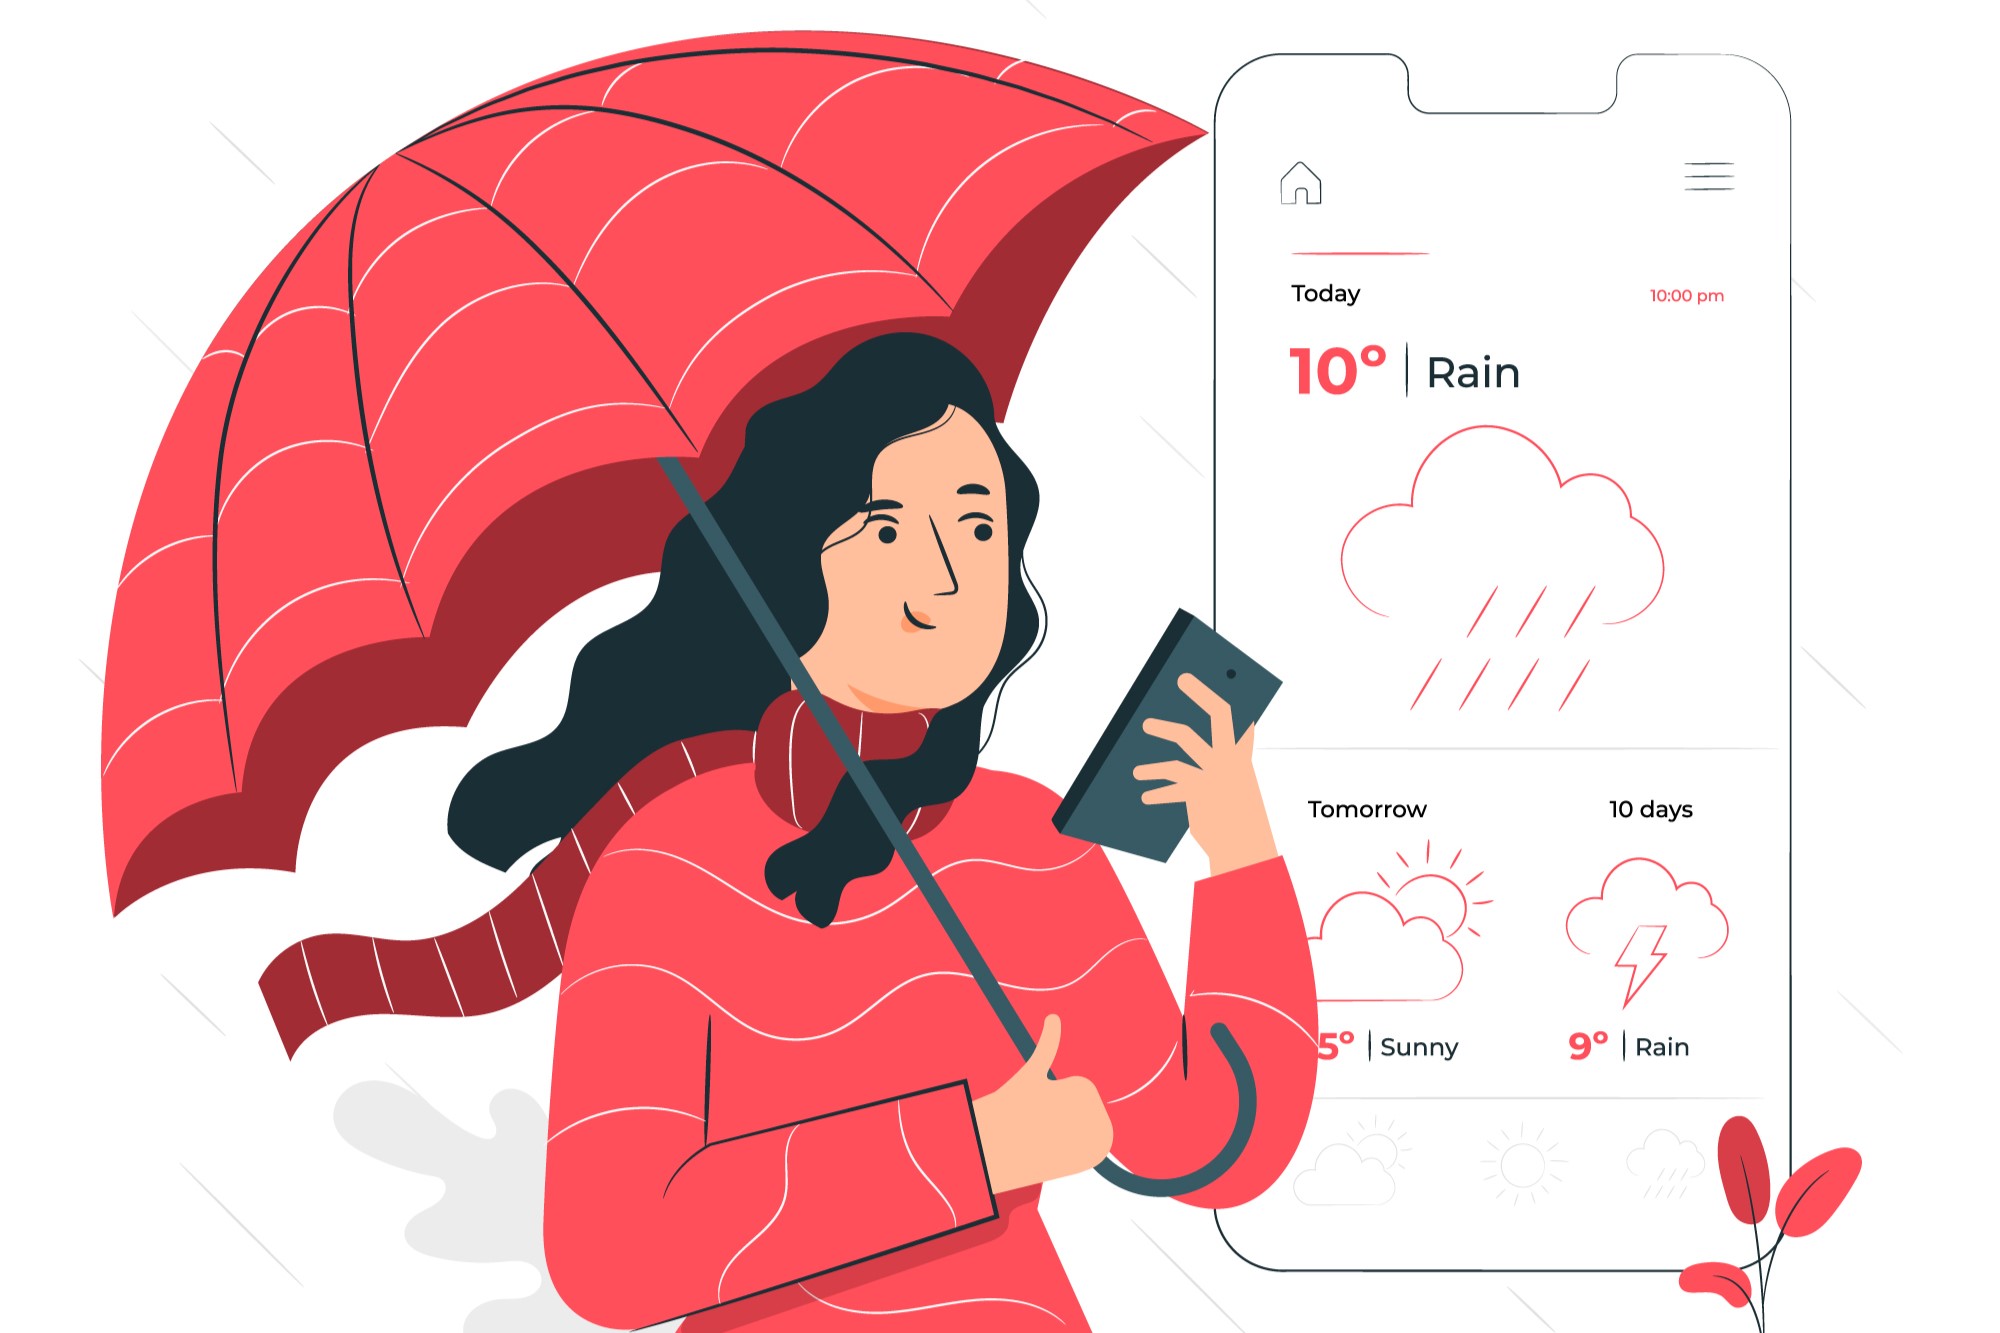 Today
10:00 pm
10° | Rain
Tomorrow
10 days
5° | Sunny
9° | Rain